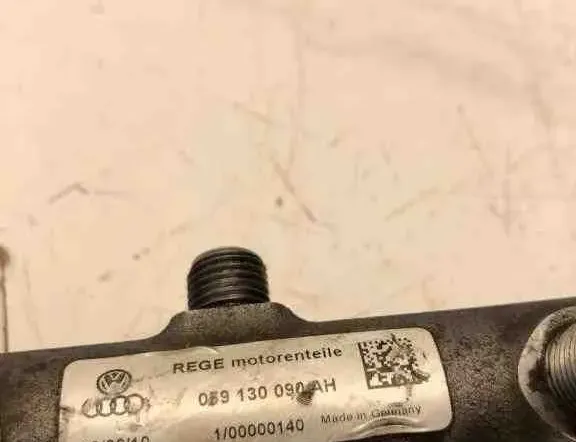 REGE motorenteile
059 130 090 AH
1/00000140
Made in Germany